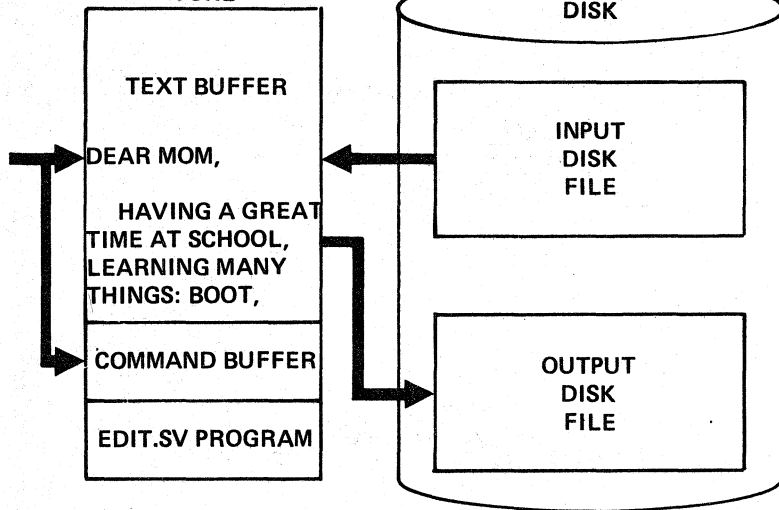 TEXT BUFFER
DEAR MOM,
HAVING A GREAT
TIME AT SCHOOL,
LEARNING MANY
THINGS: BOOT,
COMMAND BUFFER
EDIT.SV PROGRAM
DISK
INPUT
DISK
FILE
OUTPUT
DISK
FILE